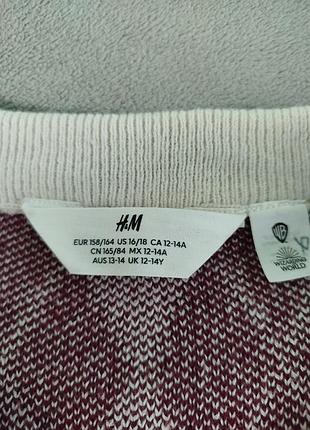 H&M
EUR 158/164 US 16/18 CA 12-14A
CN 165/84 MX 12-14A
AUS 13-14 UK 12-14Y
WB
WIZARDING
WORLD